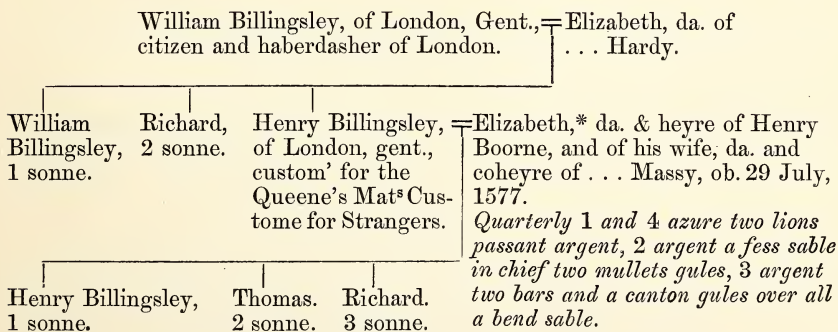 William Billingsley, of London, Gent.,=Elizabeth, da. of
citizen and haberdasher of London. . . . Hardy.
William
Billingsley,
1 sonne.
Richard,
2 sonne.
Henry Billingsley,
of London, gent.,
custom' for the
Queene's Matˢ Cus-
tome for Strangers.
=Elizabeth,* da. & heyre of Henry
Boorne, and of his wife, da. and
coheyre of . . . Massy, ob. 29 July,
1577.
Quarterly 1 and 4 azure two lions
passant argent, 2 argent a fess sable
in chief two mullets gules, 3 argent
two bars and a canton gules over all
a bend sable.
Henry Billingsley,
1 sonne.
Thomas.
2 sonne.
Richard.
3 sonne.